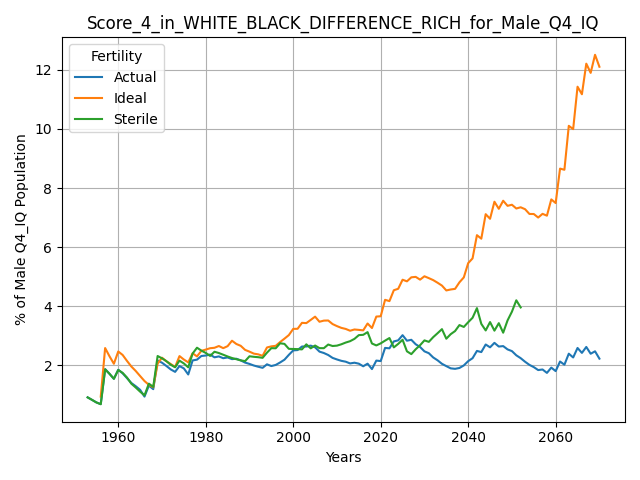 Score_4_in_WHITE_BLACK_DIFFERENCE_RICH_for_Male_Q4_IQ
% of Male Q4_IQ Population
12
10
8
6
4
2
Fertility
Actual
Ideal
Sterile
1960 1980 2000 2020 2040 2060
Years